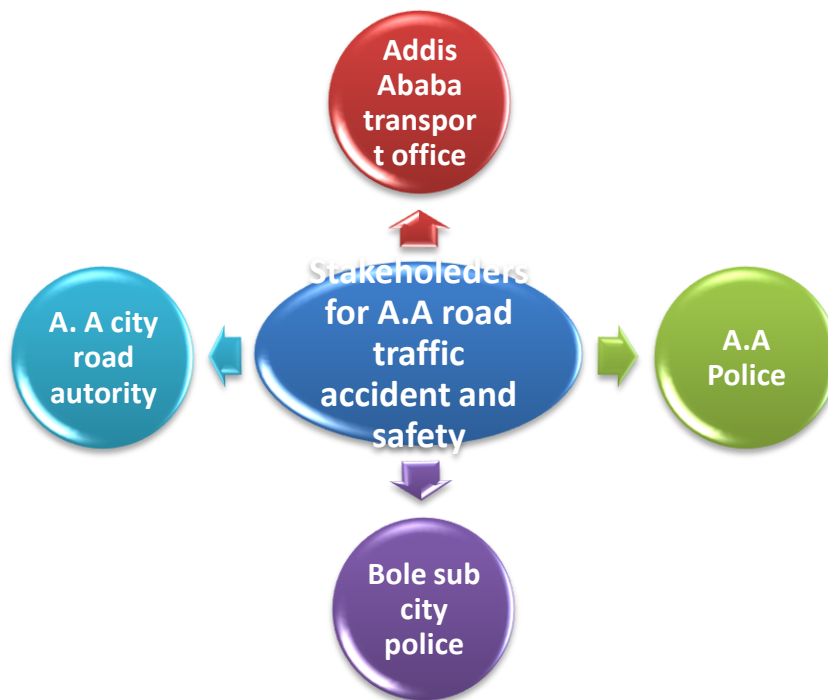 Addis
Ababa
transpor
t office
Stakeholeders
for A.A road
traffic
accident and
safety
A. A city
road
autority
A.A
Police
Bole sub
city
police